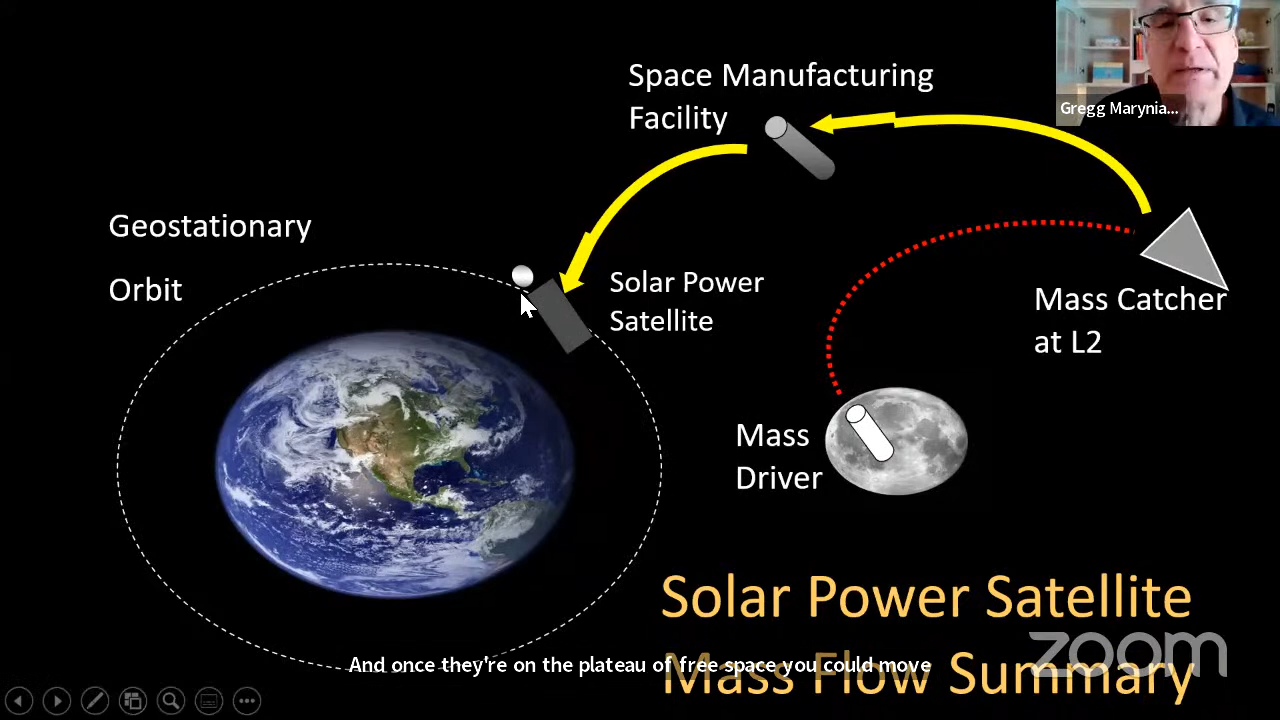 Space Manufacturing
Facility
Gregg Marynia...
Geostationary
Orbit
Solar Power
Satellite
Mass Catcher
at L2
Mass
Driver
Solar Power Satellite
Mass Flow Summary
zoom
And once they're on the plateau of free space you could move